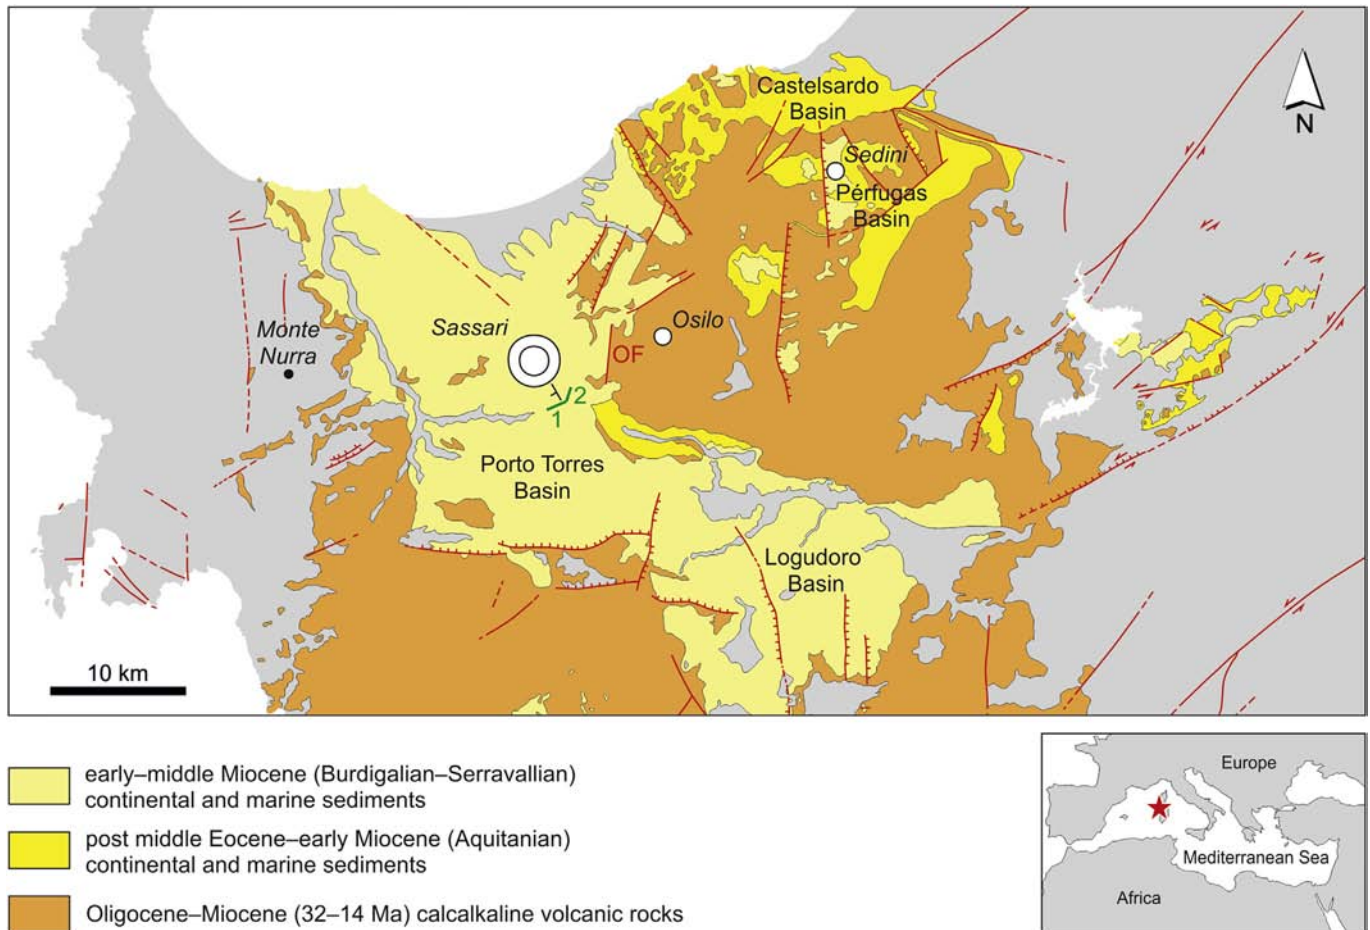 Castelsardo
Basin
N
Sedini
Pérfugas
Basin
Monte
Nurra
Sassari
Osilo
OF
2
1
Porto Torres
Basin
Logudoro
Basin
10 km
early–middle Miocene (Burdigalian–Serravallian)
continental and marine sediments
post middle Eocene–early Miocene (Aquitanian)
continental and marine sediments
Oligocene–Miocene (32–14 Ma) calcalkaline volcanic rocks
Europe
Mediterranean Sea
Africa